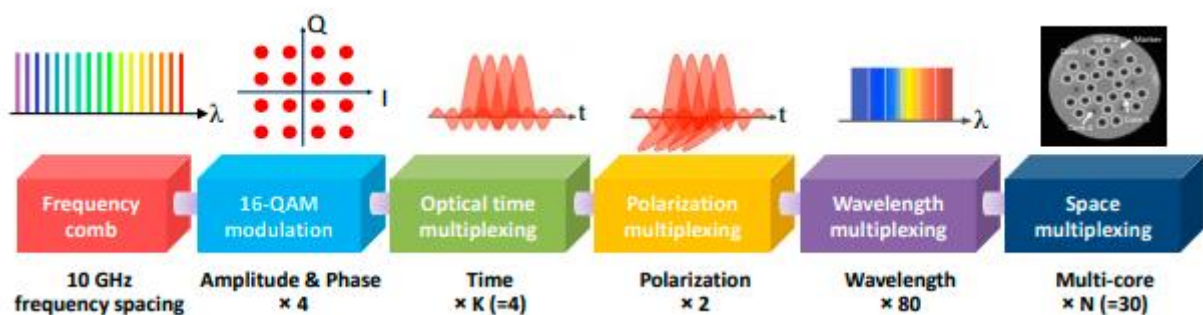 Q
I
λ
t
t
λ
Marker
Frequency
comb
16-QAM
modulation
Optical time
multiplexing
Polarization
multiplexing
Wavelength
multiplexing
Space
multiplexing
10 GHz
frequency spacing
Amplitude & Phase
× 4
Time
× K (=4)
Polarization
× 2
Wavelength
× 80
Multi-core
× N (=30)